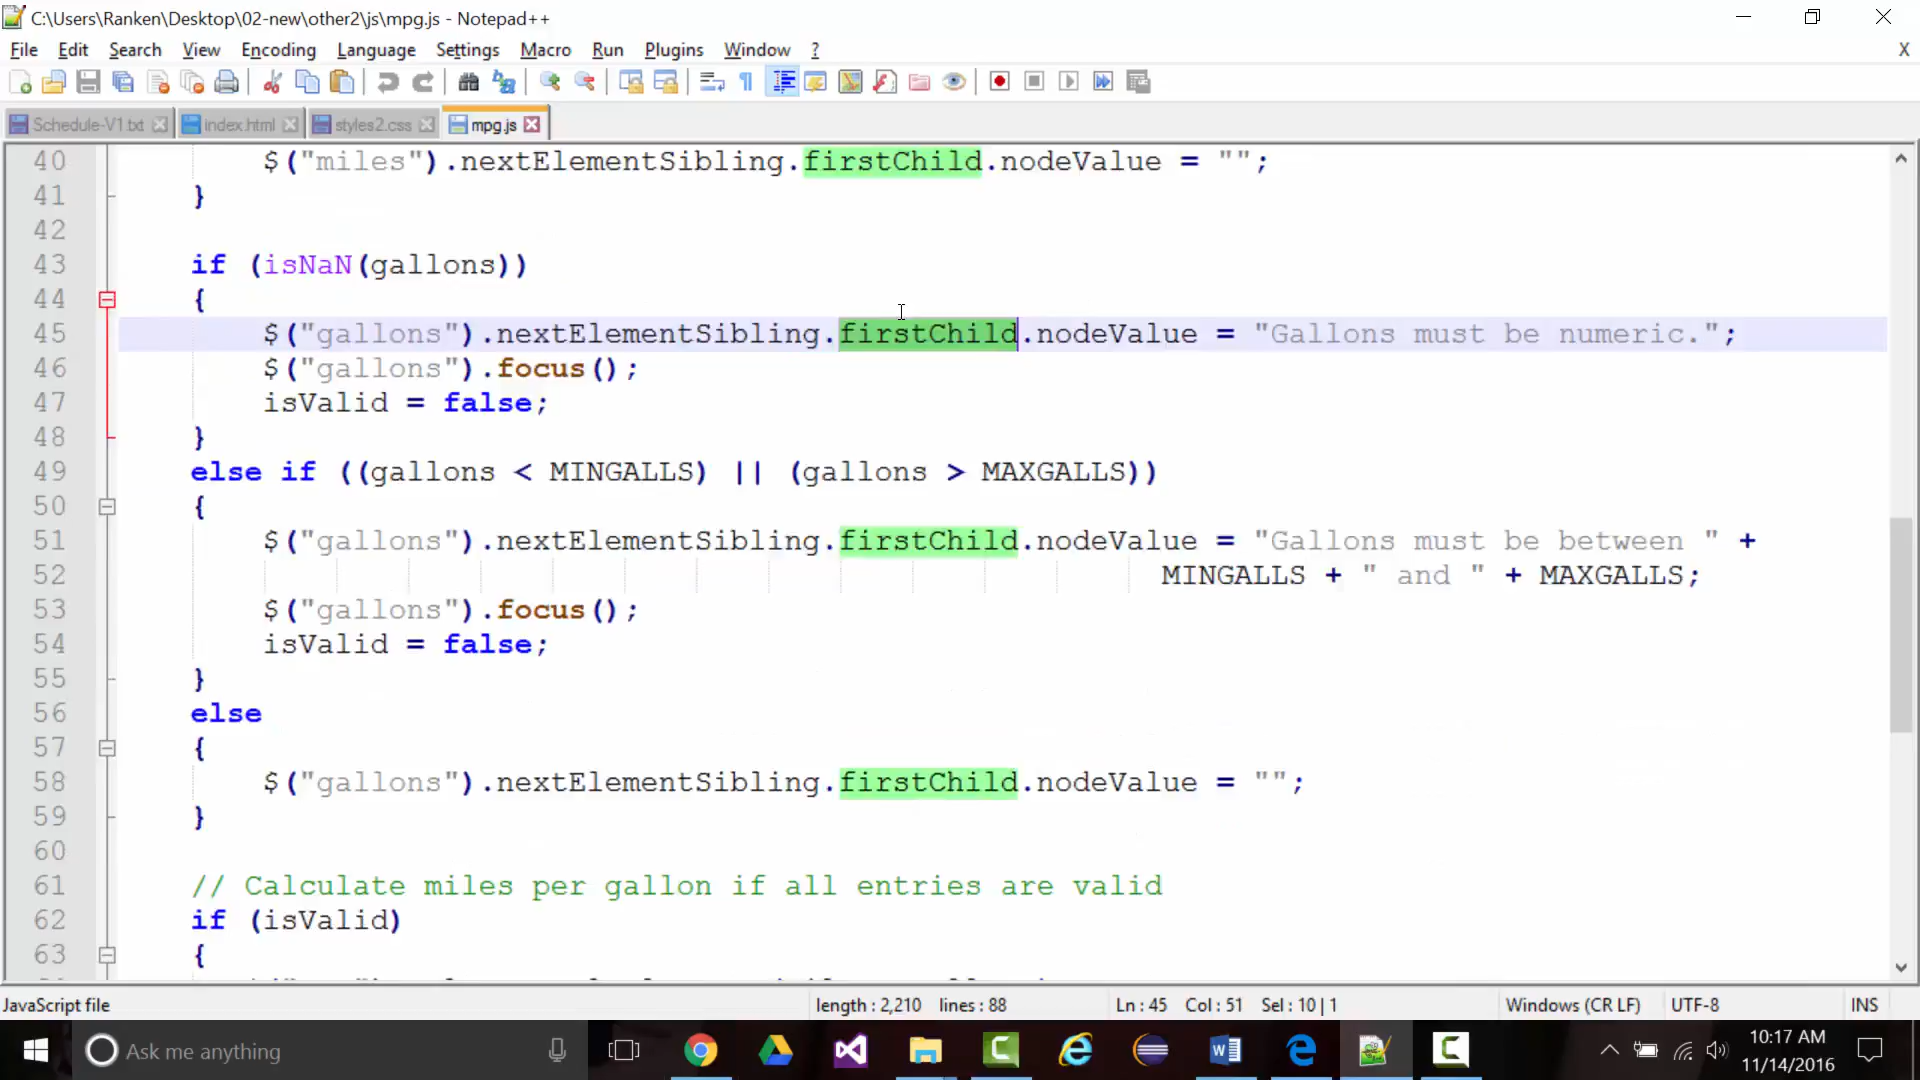 C:\Users\Ranken\Desktop\02-new\other2\js\mpg.js - Notepad++
File Edit Search View Encoding Language Settings Macro Run Plugins Window ? X
Schedule-V1.txt index.html styles2.css mpg.js
40 $("miles").nextElementSibling.firstChild.nodeValue = "";
41 }
42
43 if (isNaN(gallons))
44 {
45 $("gallons").nextElementSibling.firstChild.nodeValue = "Gallons must be numeric.";
46 $("gallons").focus();
47 isValid = false;
48 }
49 else if ((gallons < MINGALLS) || (gallons > MAXGALLS))
50 {
51 $("gallons").nextElementSibling.firstChild.nodeValue = "Gallons must be between " +
52 MINGALLS + " and " + MAXGALLS;
53 $("gallons").focus();
54 isValid = false;
55 }
56 else
57 {
58 $("gallons").nextElementSibling.firstChild.nodeValue = "";
59 }
60
61 // Calculate miles per gallon if all entries are valid
62 if (isValid)
63 {
JavaScript file length : 2,210 lines : 88 Ln : 45 Col : 51 Sel : 10 | 1 Windows (CR LF) UTF-8 INS
Ask me anything
10:17 AM
11/14/2016